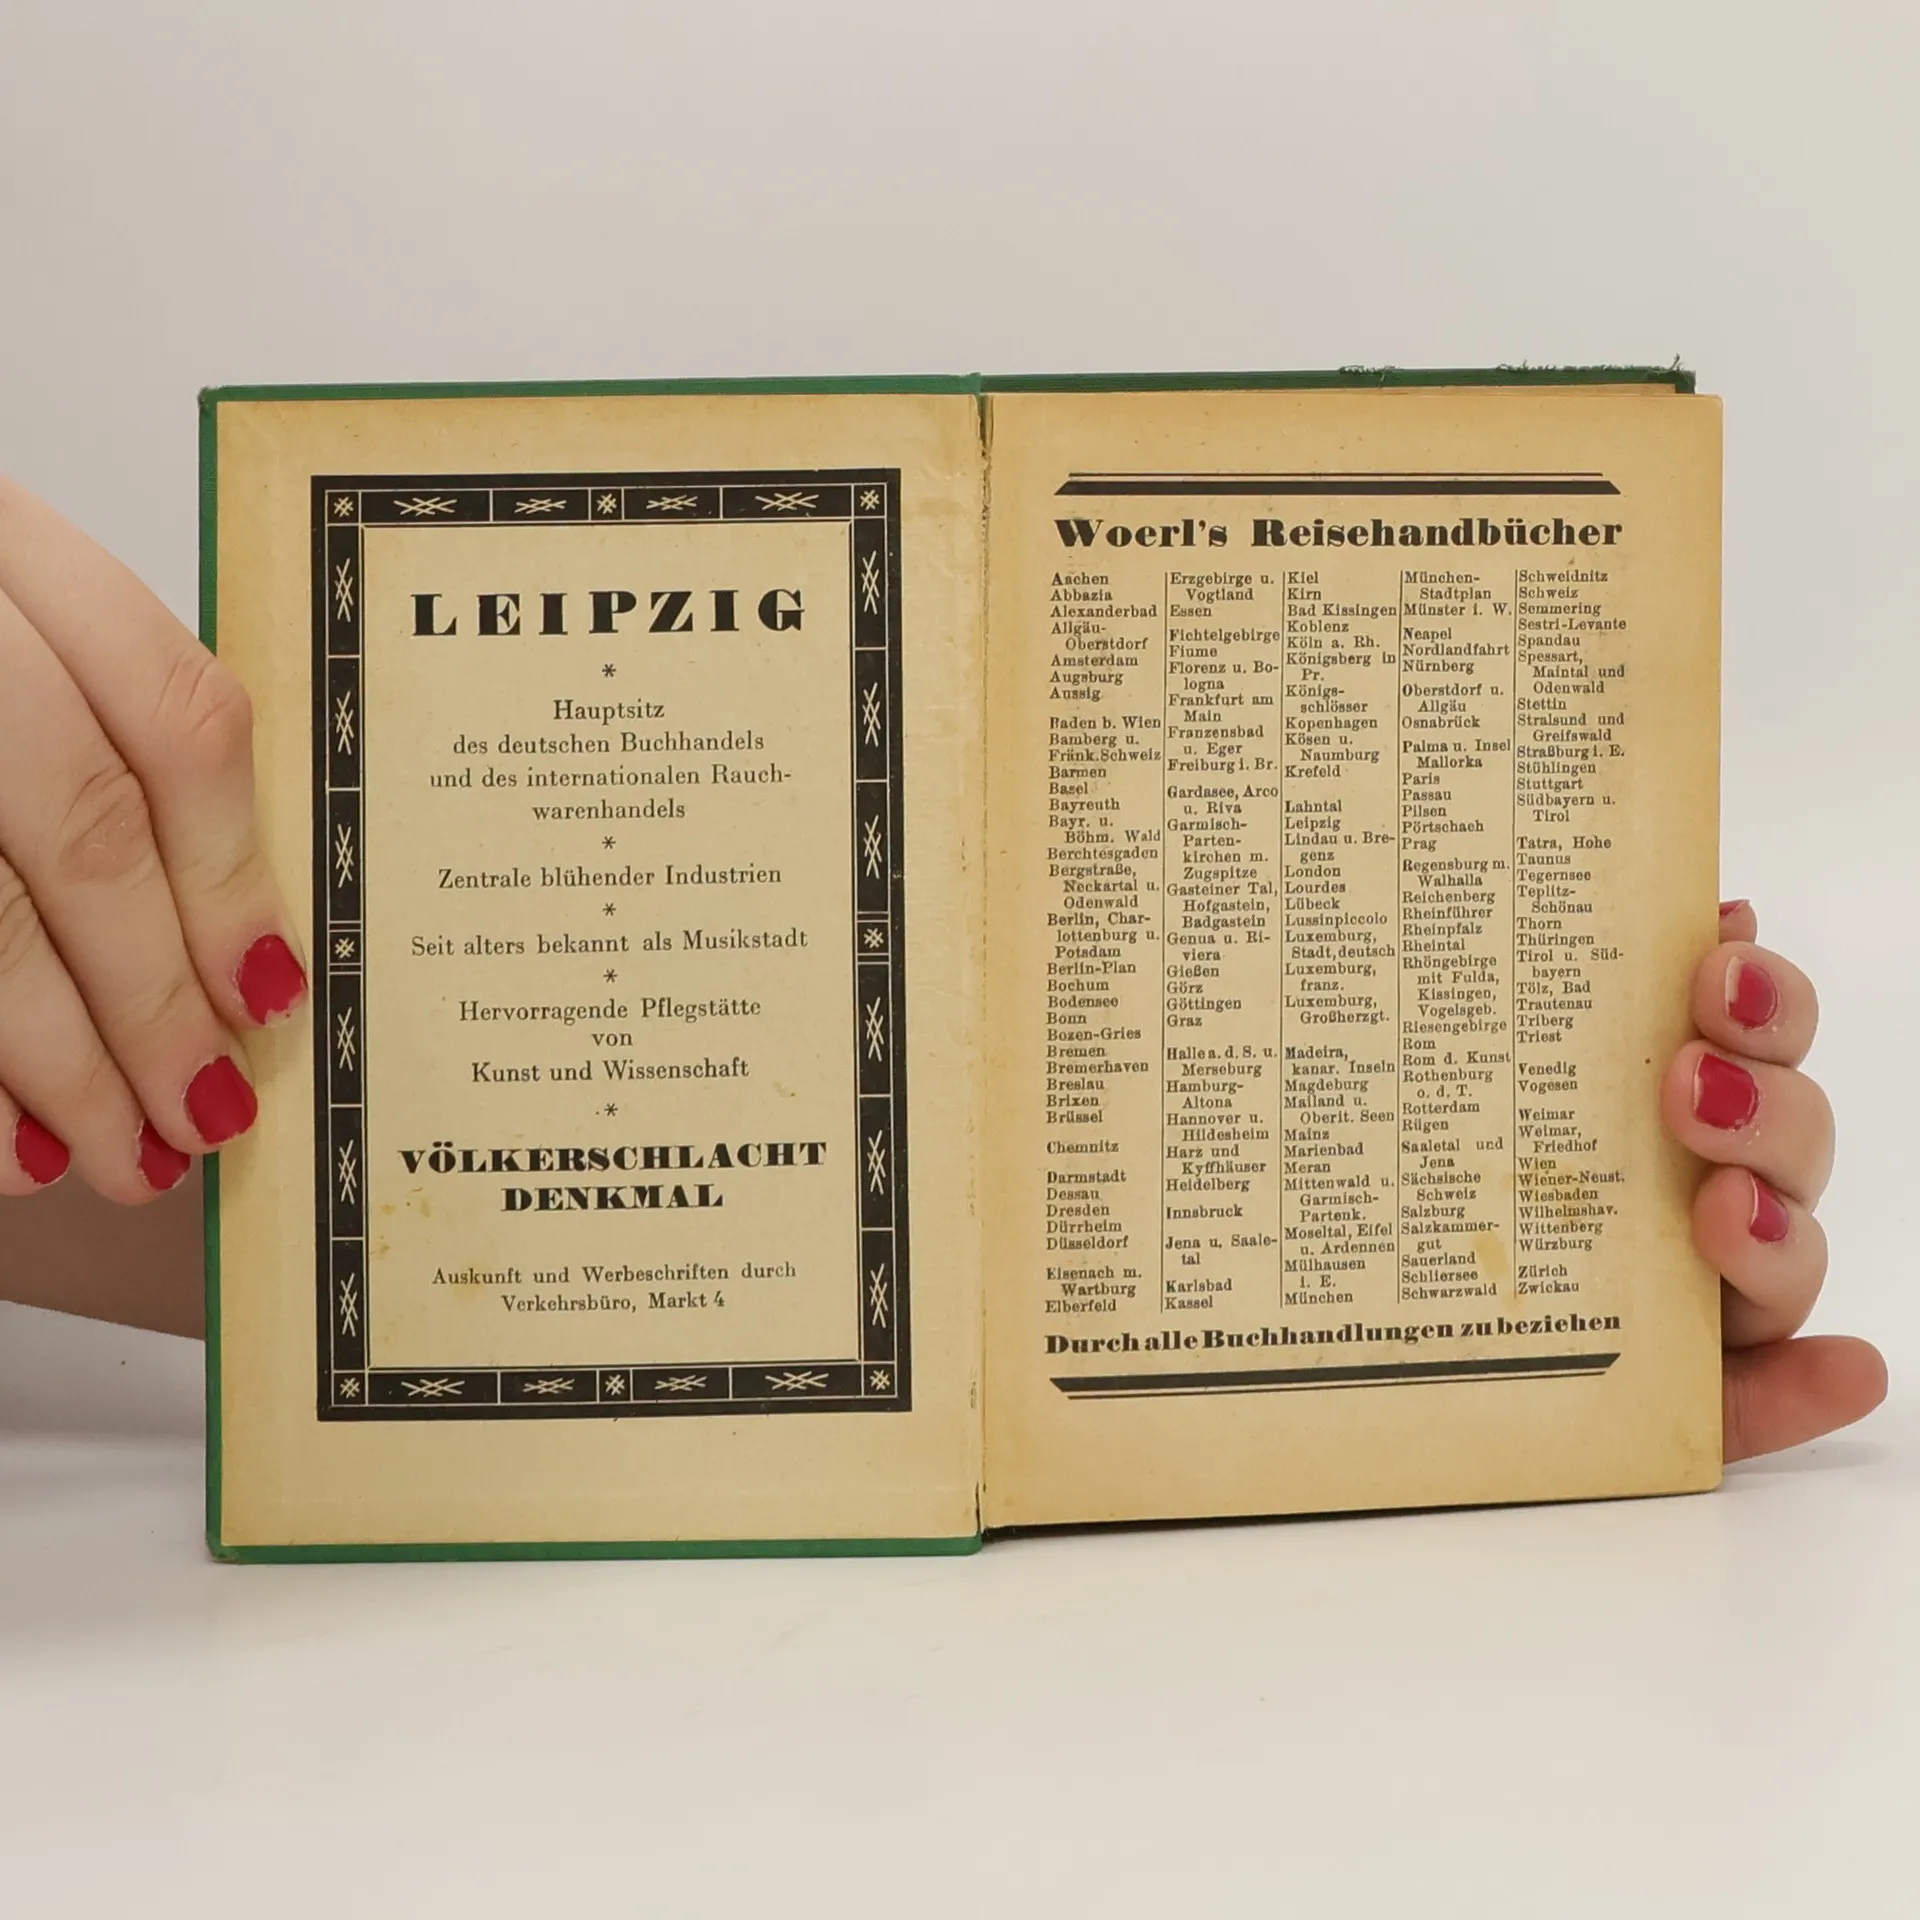 LEIPZIG
*
Hauptsitz
des deutschen Buchhandels
und des internationalen Rauch-
warenhandels
*
Zentrale blühender Industrien
*
Seit alters bekannt als Musikstadt
*
Hervorragende Pflegstätte
von
Kunst und Wissenschaft
*
VÖLKERSCHLACHT
DENKMAL
Auskunft und Werbeschriften durch
Verkehrsbüro, Markt 4
Woerl's Reisehandbücher
Aachen
Abbazia
Alexanderbad
Allgäu-
Oberstdorf
Amsterdam
Augsburg
Aussig
Baden b. Wien
Bamberg u.
Fränk. Schweiz
Barmen
Basel
Bayreuth
Bayr. u.
Böhm. Wald
Berchtesgaden
Bergstraße,
Neckartal u.
Odenwald
Berlin, Char-
lottenburg u.
Potsdam
Berlin-Plan
Bochum
Bodensee
Bonn
Bozen-Gries
Bremen
Bremerhaven
Breslau
Brixen
Brüssel
Chemnitz
Darmstadt
Dessau
Dresden
Dürrheim
Düsseldorf
Eisenach m.
Wartburg
Elberfeld
Erzgebirge u.
Vogtland
Essen
Fichtelgebirge
Fiume
Florenz u. Bo-
logna
Frankfurt am
Main
Franzensbad
u. Eger
Freiburg i. Br.
Gardasee, Arco
u. Riva
Garmisch-
Parten-
kirchen m.
Zugspitze
Gasteiner Tal,
Hofgastein,
Badgastein
Genua u. Ri-
viera
Gießen
Görz
Göttingen
Graz
Halle a. d. S. u.
Merseburg
Hamburg-
Altona
Hannover u.
Hildesheim
Harz und
Kyffhäuser
Heidelberg
Innsbruck
Jena u. Saale-
tal
Karlsbad
Kassel
Kiel
Kirn
Bad Kissingen
Koblenz
Köln a. Rh.
Königsberg in
Pr.
Königs-
schlösser
Kopenhagen
Kösen u.
Naumburg
Krefeld
Lahntal
Leipzig
Lindau u. Bre-
genz
London
Lourdes
Lübeck
Lussinpiccolo
Luxemburg,
Stadt, deutsch
Luxemburg,
franz.
Luxemburg,
Großherzgt.
Madeira,
kanar. Inseln
Magdeburg
Mailand u.
Oberit. Seen
Mainz
Marienbad
Meran
Mittenwald u.
Garmisch-
Partenk.
Moseltal, Eifel
u. Ardennen
Mülhausen
i. E.
München
München-
Stadtplan
Münster i. W.
Neapel
Nordlandfahrt
Nürnberg
Oberstdorf u.
Allgäu
Osnabrück
Palma u. Insel
Mallorka
Paris
Passau
Pilsen
Pörtschach
Prag
Regensburg m.
Walhalla
Reichenberg
Rheinführer
Rheinpfalz
Rheintal
Rhöngebirge
mit Fulda,
Kissingen,
Vogelsgeb.
Riesengebirge
Rom
Rom d. Kunst
Rothenburg
o. d. T.
Rotterdam
Rügen
Saaletal und
Jena
Sächsische
Schweiz
Salzburg
Salzkammer-
gut
Sauerland
Schliersee
Schwarzwald
Schweidnitz
Schweiz
Semmering
Sestri-Levante
Spandau
Spessart,
Maintal und
Odenwald
Stettin
Stralsund und
Greifswald
Straßburg i. E.
Stühlingen
Stuttgart
Südbayern u.
Tirol
Tatra, Hohe
Taunus
Tegernsee
Teplitz-
Schönau
Thorn
Thüringen
Tirol u. Süd-
bayern
Tölz, Bad
Trautenau
Triberg
Triest
Venedig
Vogesen
Weimar
Weimar,
Friedhof
Wien
Wiener-Neust.
Wiesbaden
Wilhelmshav.
Wittenberg
Würzburg
Zürich
Zwickau
Durch alle Buchhandlungen zu beziehen